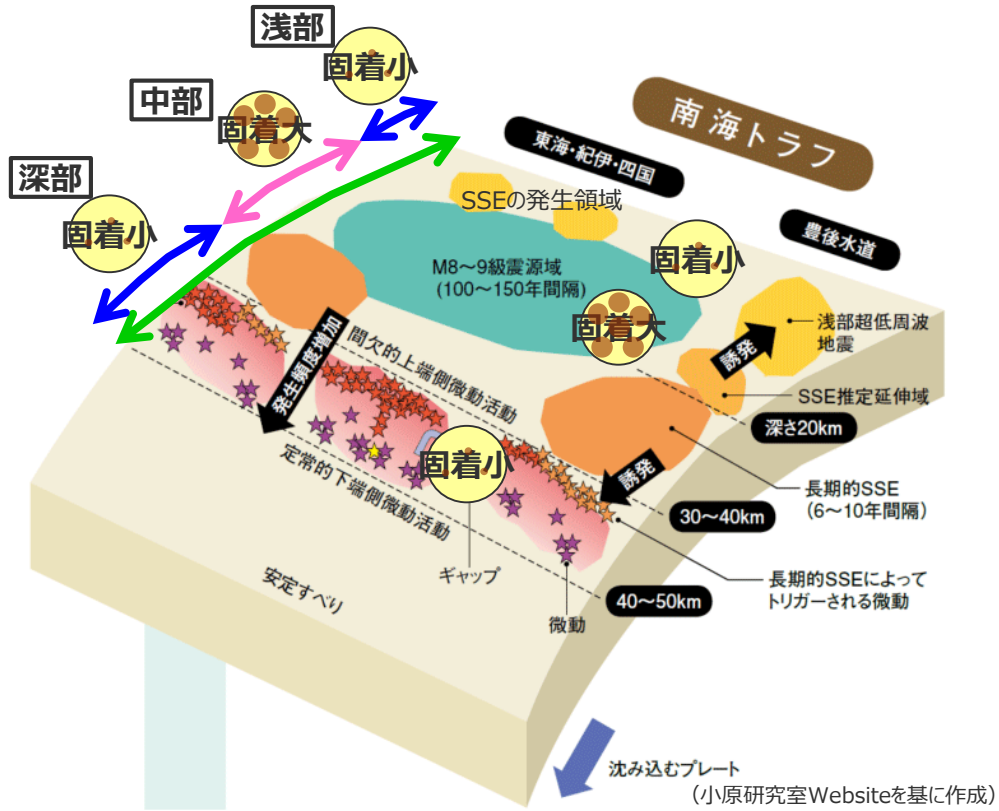 浅部
固着小
中部
固着大
深部
固着小
南海トラフ
東海・紀伊・四国
豊後水道
SSEの発生領域
固着小
M8～9級震源域
(100～150年間隔)
固着大
浅部超低周波
地震
誘発
SSE推定延伸域
深さ20km
間欠的上端側微動活動
発生頻度増加
定常的下端側微動活動
固着小
誘発
長期的SSE
(6～10年間隔)
30～40km
長期的SSEによって
トリガーされる微動
ギャップ
40～50km
微動
安定すべり
沈み込むプレート
(小原研究室Websiteを基に作成)